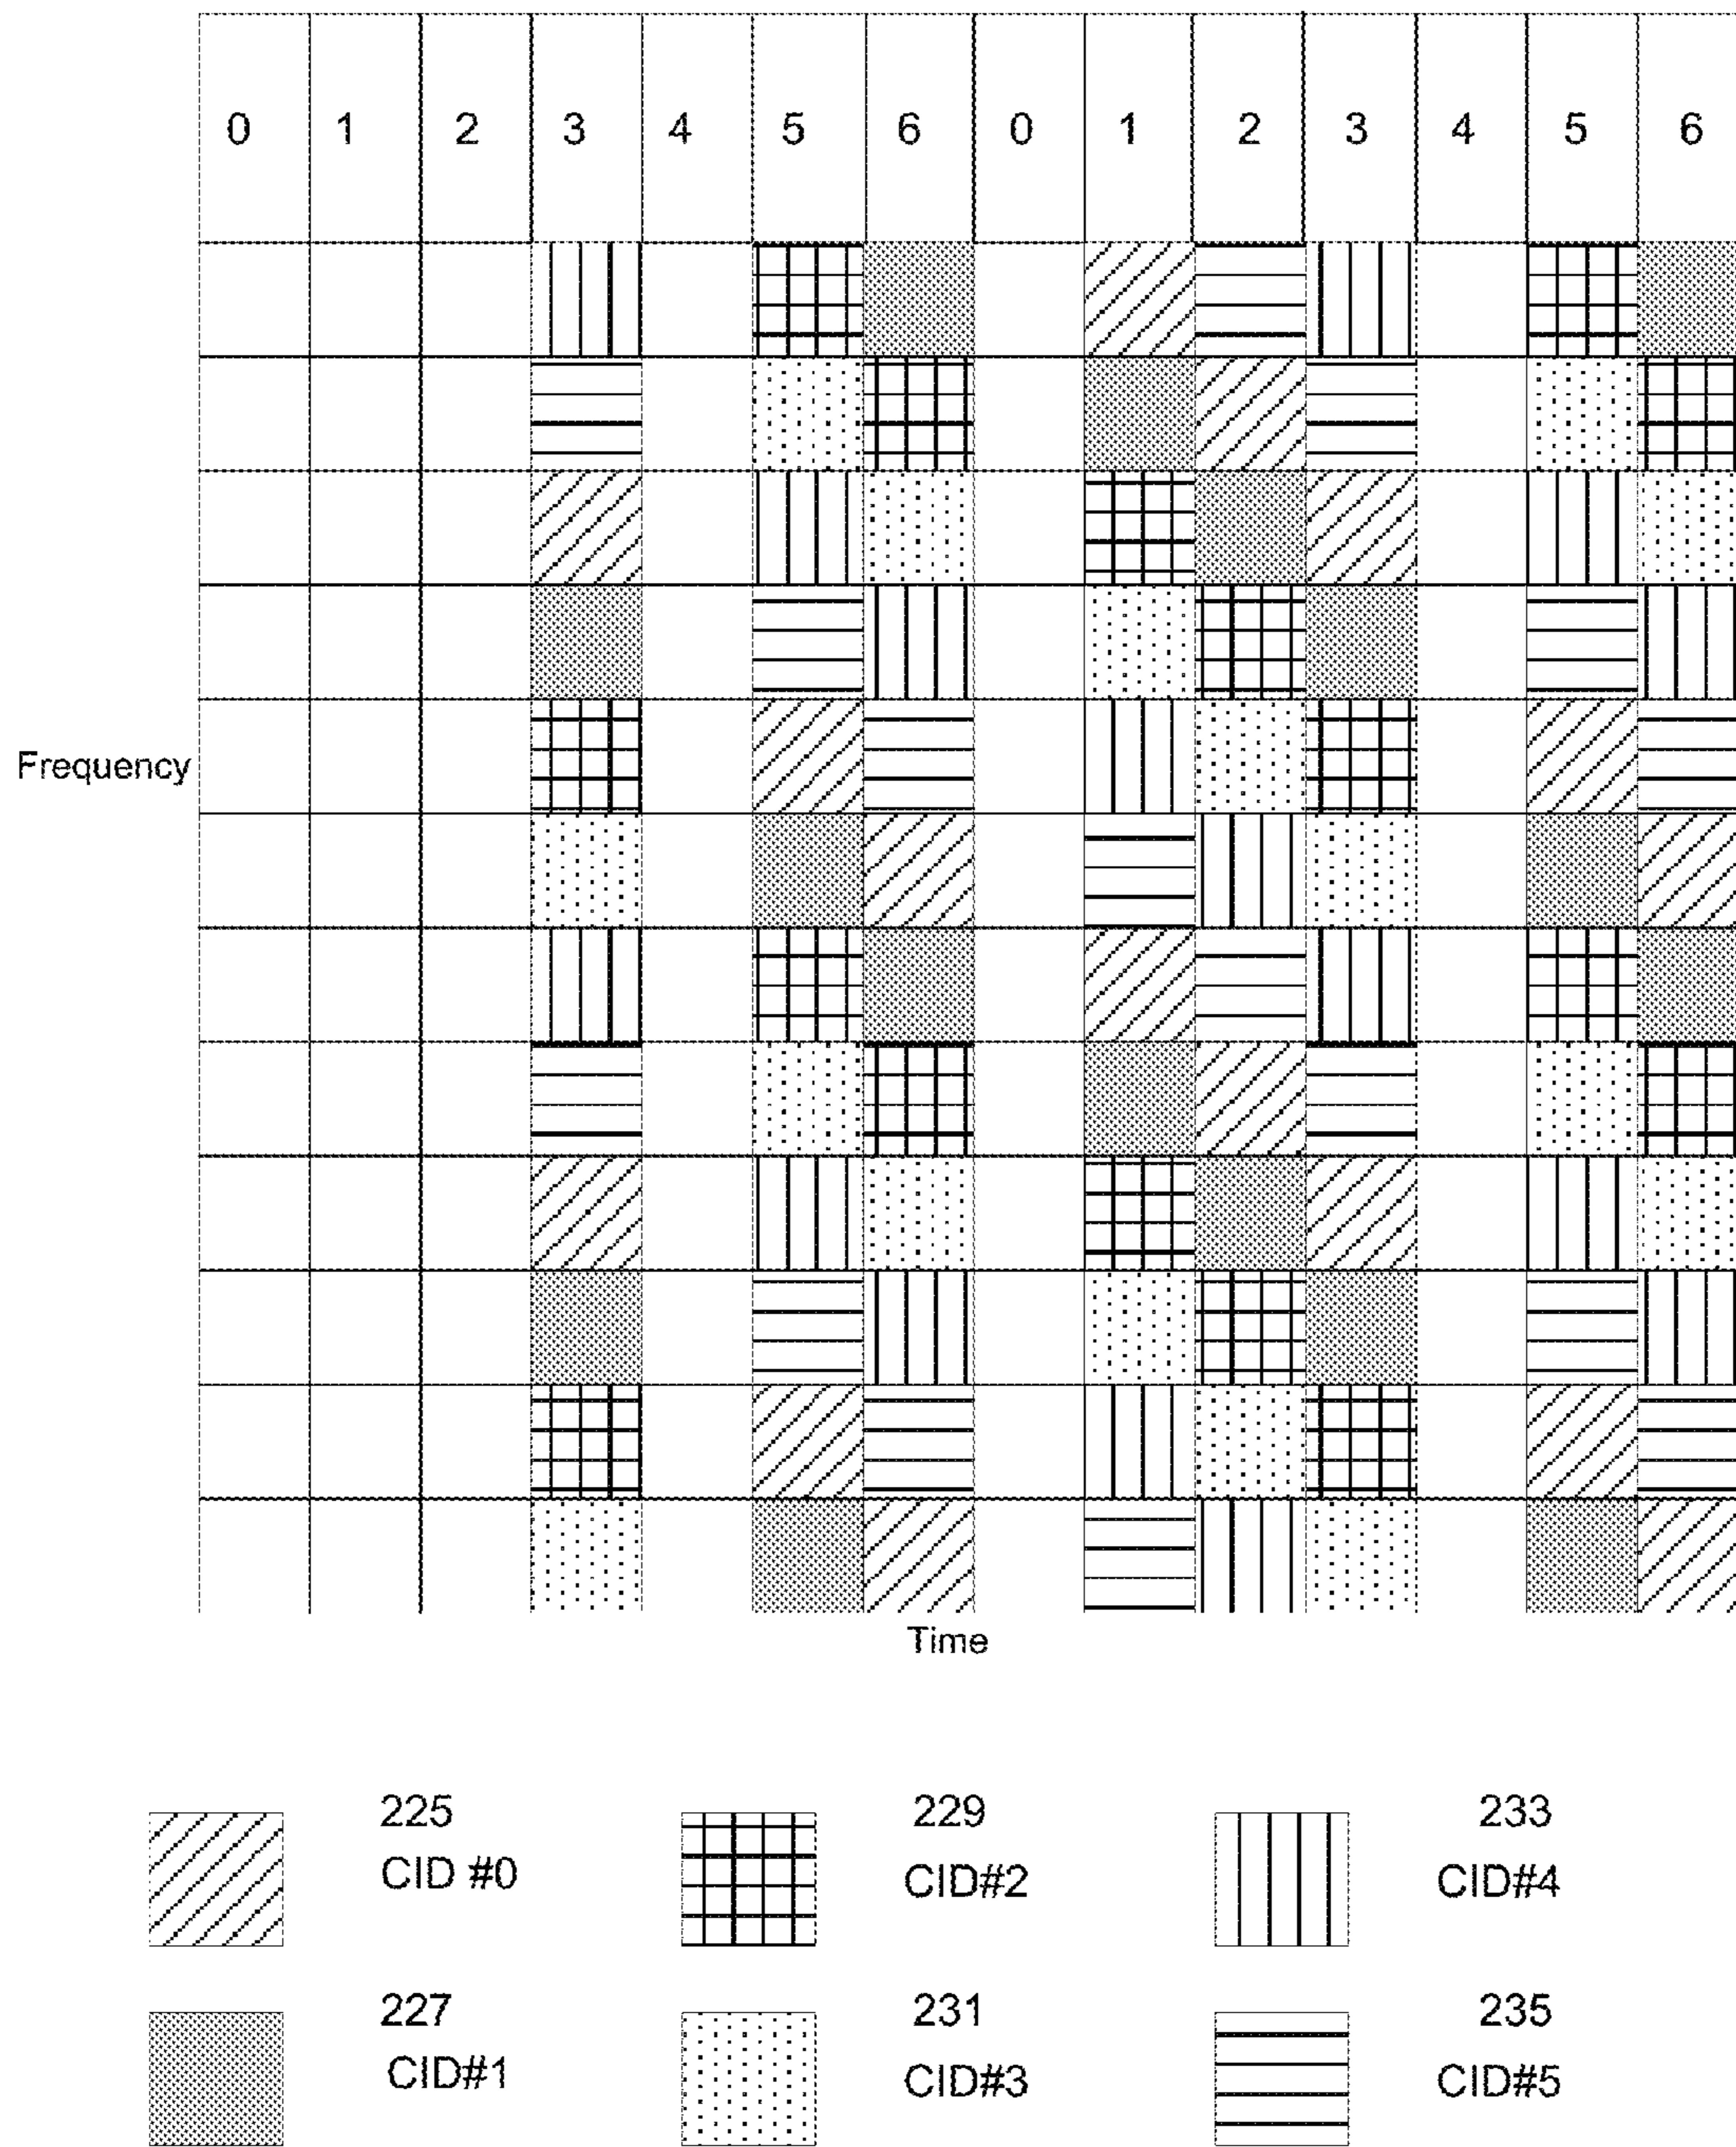 0 1 2 3 4 5 6 0 1 2 3 4 5 6
Frequency
Time
225 229 233
CID #0 CID#2 CID#4
227 231 235
CID#1 CID#3 CID#5